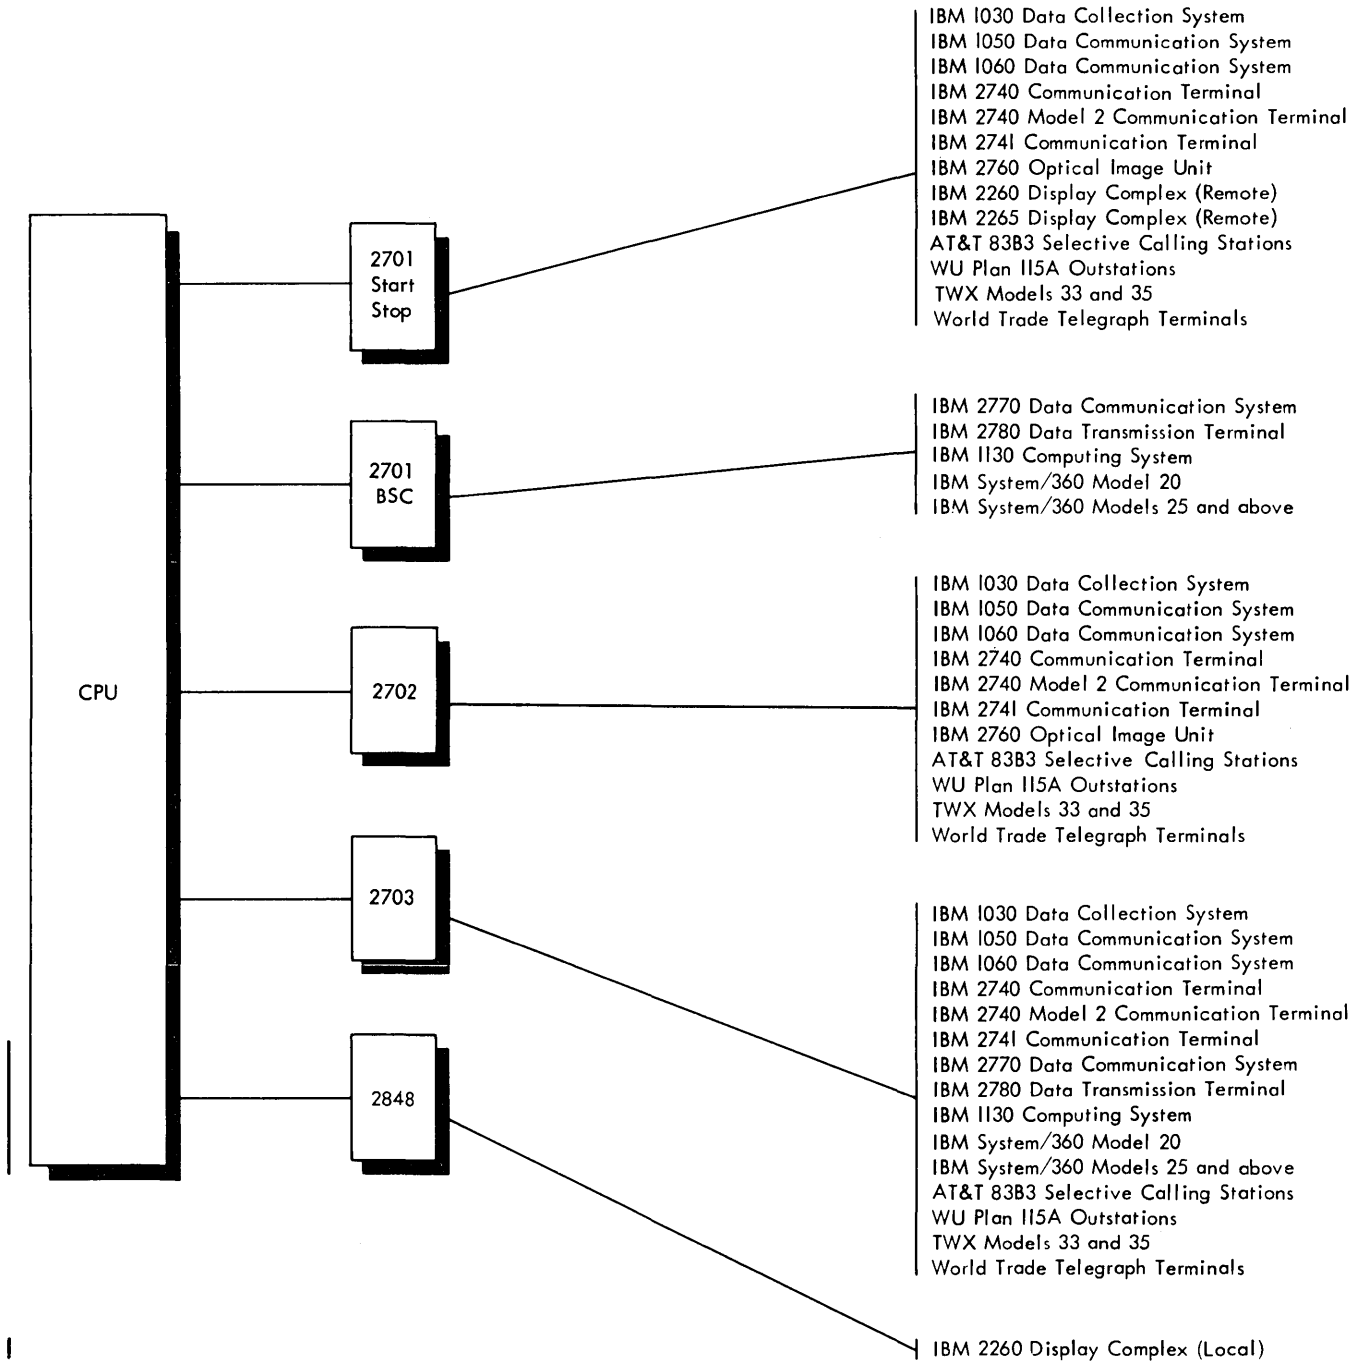 IBM 1030 Data Collection System
IBM 1050 Data Communication System
IBM 1060 Data Communication System
IBM 2740 Communication Terminal
IBM 2740 Model 2 Communication Terminal
IBM 2741 Communication Terminal
IBM 2760 Optical Image Unit
IBM 2260 Display Complex (Remote)
IBM 2265 Display Complex (Remote)
AT&T 83B3 Selective Calling Stations
WU Plan 115A Outstations
TWX Models 33 and 35
World Trade Telegraph Terminals
2701
Start
Stop
IBM 2770 Data Communication System
IBM 2780 Data Transmission Terminal
IBM 1130 Computing System
IBM System/360 Model 20
IBM System/360 Models 25 and above
2701
BSC
IBM 1030 Data Collection System
IBM 1050 Data Communication System
IBM 1060 Data Communication System
IBM 2740 Communication Terminal
IBM 2740 Model 2 Communication Terminal
IBM 2741 Communication Terminal
IBM 2760 Optical Image Unit
AT&T 83B3 Selective Calling Stations
WU Plan 115A Outstations
TWX Models 33 and 35
World Trade Telegraph Terminals
CPU
2702
2703
IBM 1030 Data Collection System
IBM 1050 Data Communication System
IBM 1060 Data Communication System
IBM 2740 Communication Terminal
IBM 2740 Model 2 Communication Terminal
IBM 2741 Communication Terminal
IBM 2770 Data Communication System
IBM 2780 Data Transmission Terminal
IBM 1130 Computing System
IBM System/360 Model 20
IBM System/360 Models 25 and above
AT&T 83B3 Selective Calling Stations
WU Plan 115A Outstations
TWX Models 33 and 35
World Trade Telegraph Terminals
2848
IBM 2260 Display Complex (Local)